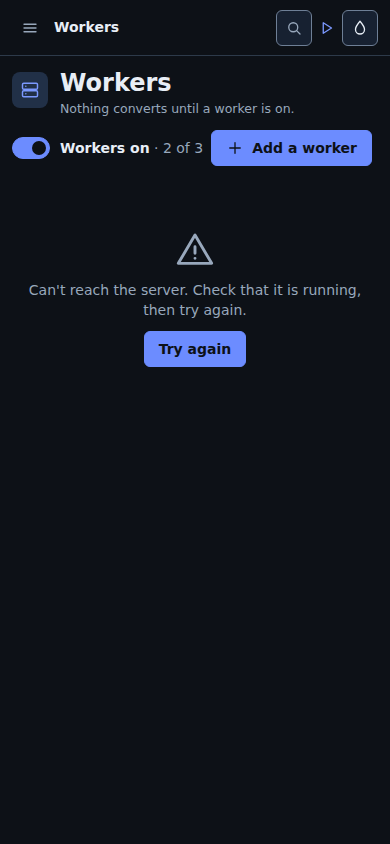 Workers
Workers
Nothing converts until a worker is on.
Workers on · 2 of 3
Add a worker
Can't reach the server. Check that it is running,
then try again.
Try again